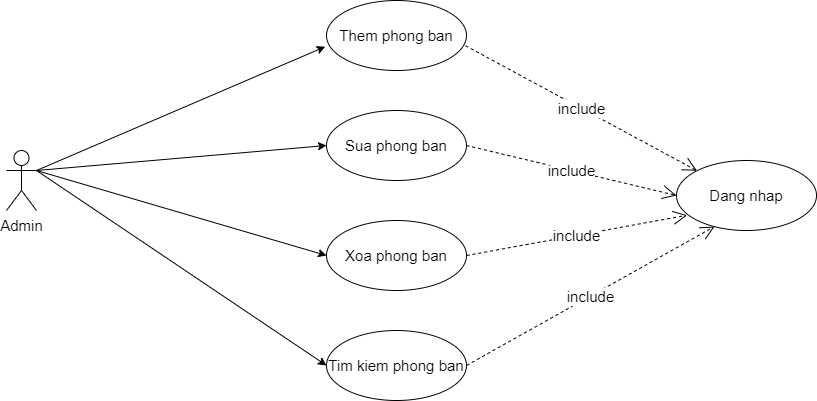 Them phong ban
include
Sua phong ban
include
Dang nhap
Admin
Xoa phong ban
include
include
Tim kiem phong ban